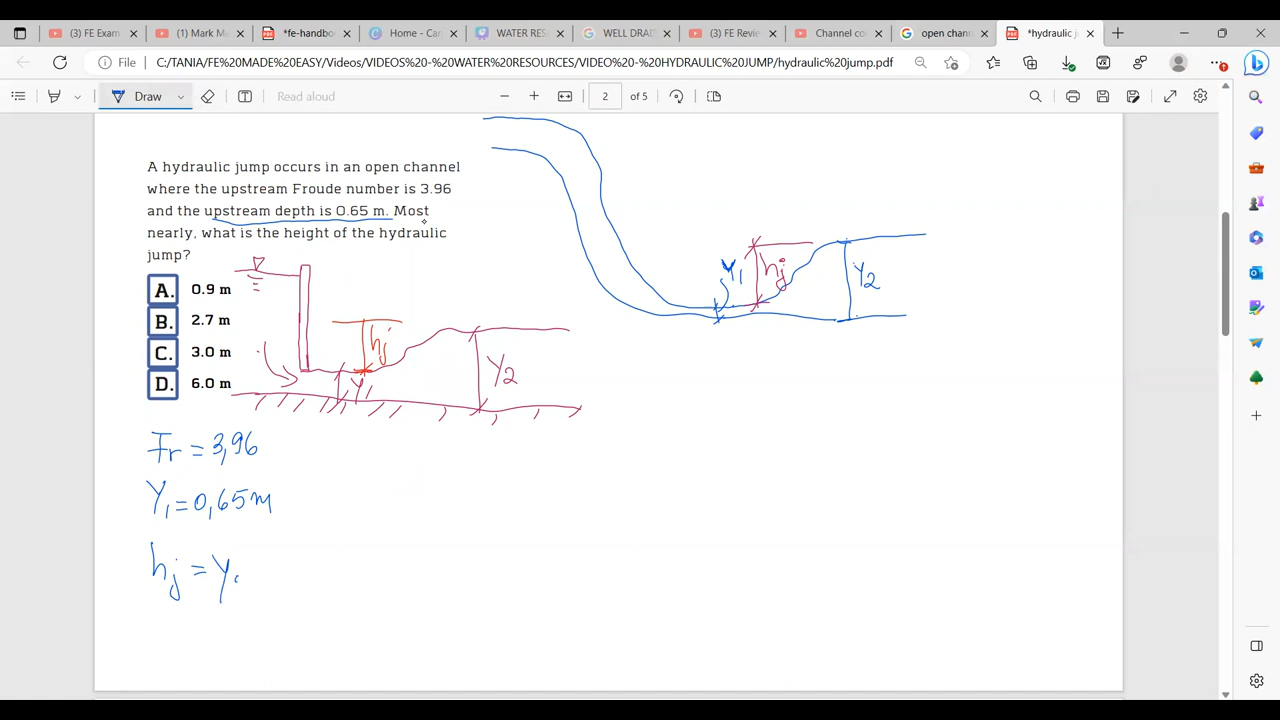 (3) FE Exam
(1) Mark M
*fe-handbo
Home - Can
WATER RES
WELL DRAD
(3) FE Revie
Channel co
open chann
*hydraulic j
File
C:/TANIA/FE%20MADE%20EASY/Videos/VIDEOS%20-%20WATER%20RESOURCES/VIDEO%20-%20HYDRAULIC%20JUMP/hydraulic%20jump.pdf
Draw
Read aloud
2 of 5
A hydraulic jump occurs in an open channel
where the upstream Froude number is 3.96
and the upstream depth is 0.65 m. Most
nearly, what is the height of the hydraulic
jump?
A. 0.9 m
B. 2.7 m
C. 3.0 m
D. 6.0 m
hj
Y1
Y2
Y1
hj
Y2
Fr = 3,96
Y1 = 0,65m
hj = Y